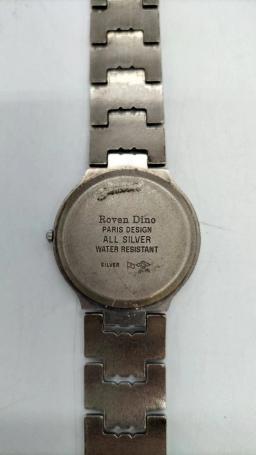 Roven Dino
PARIS DESIGN
ALL SILVER
WATER RESISTANT
SILVER